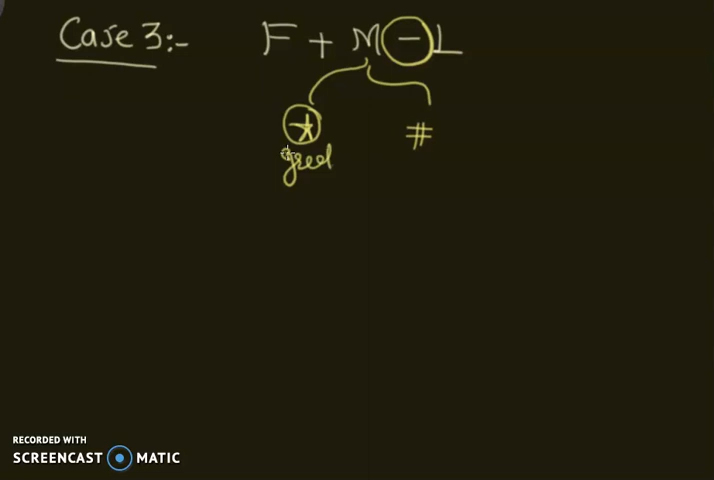 Case 3:- F + M - L
★ #
RECORDED WITH
SCREENCAST MATIC